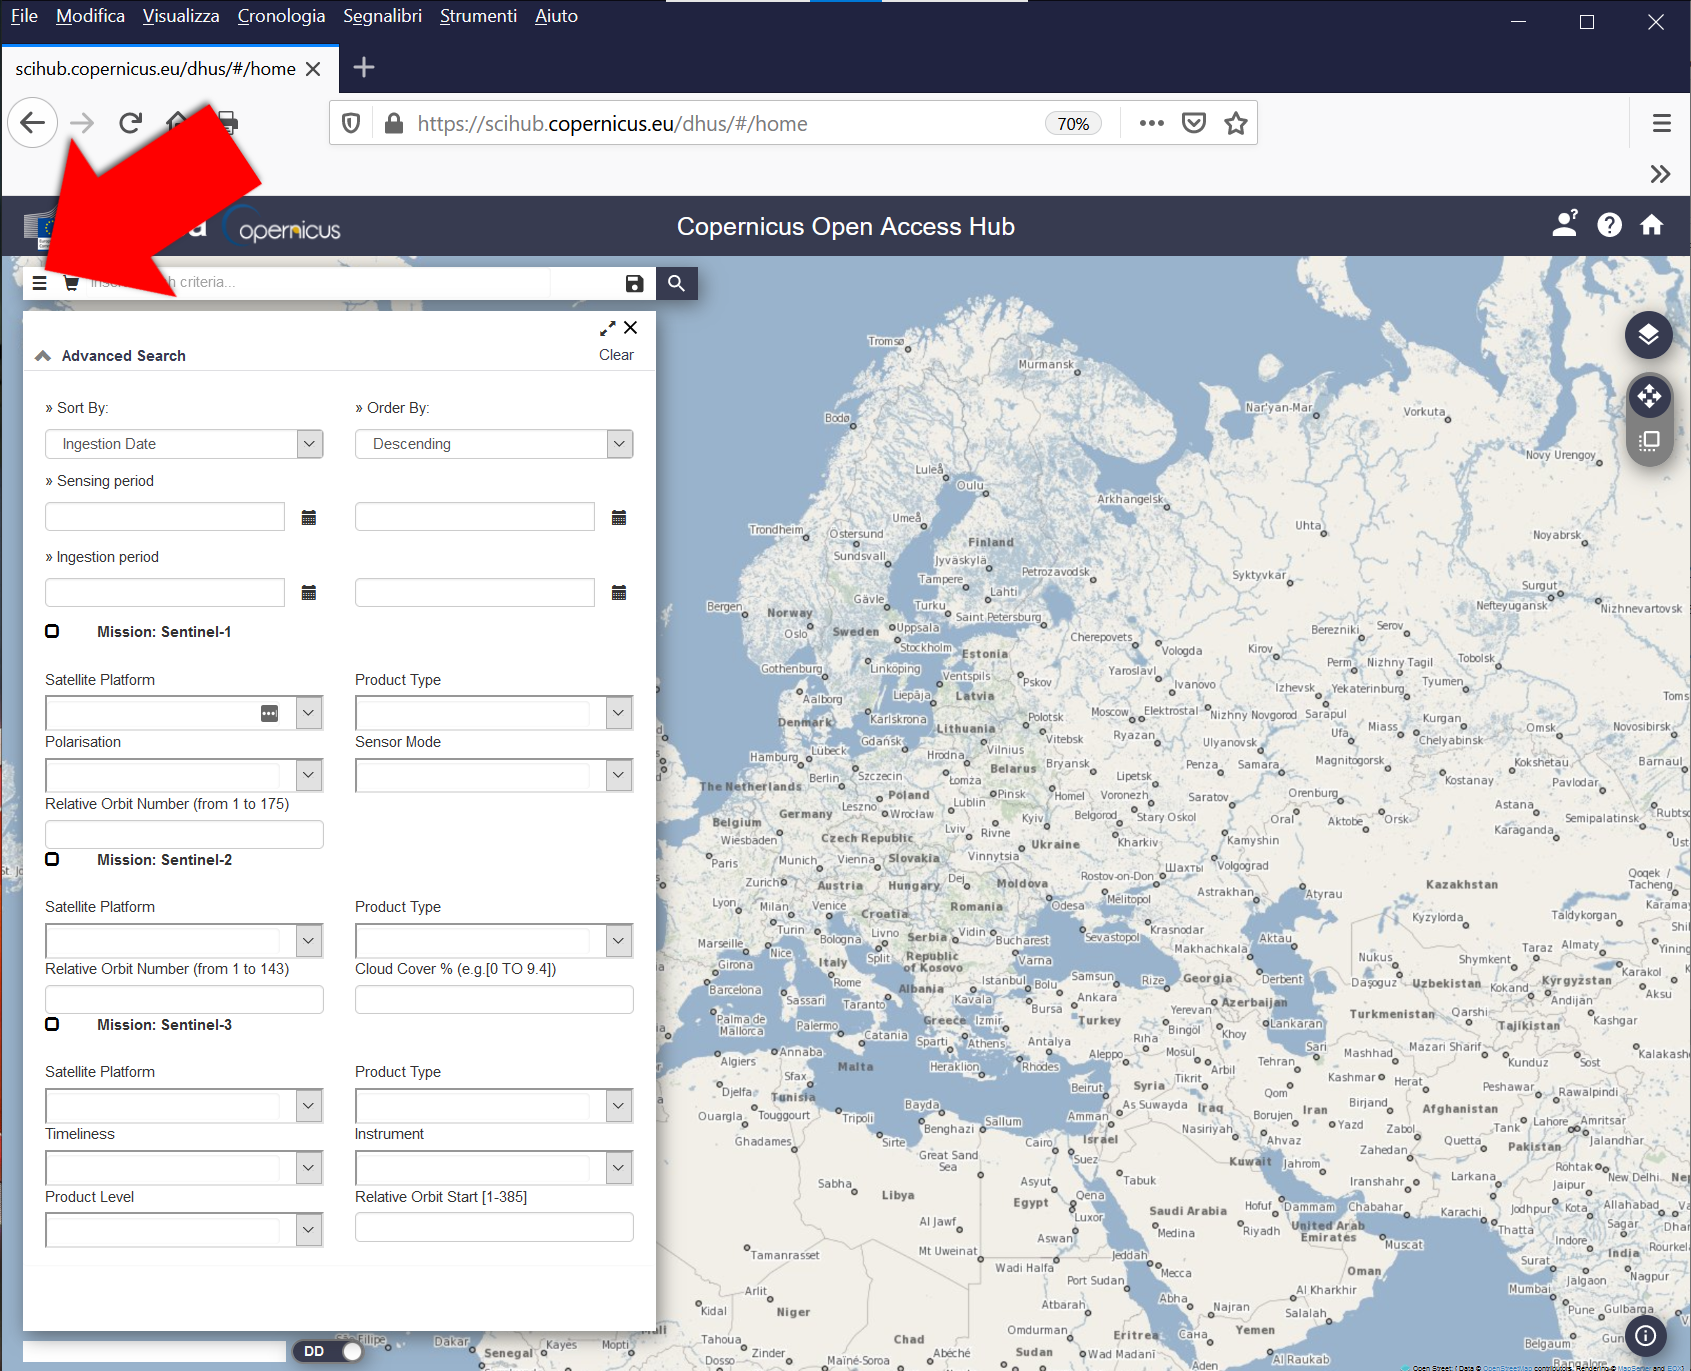 File Modifica Visualizza Cronologia Segnalibri Strumenti Aiuto
scihub.copernicus.eu/dhus/#/home
https://scihub.copernicus.eu/dhus/#/home 70%
opernicus
Copernicus Open Access Hub
criteria...
Advanced Search Clear
» Sort By: » Order By:
Ingestion Date Descending
» Sensing period
» Ingestion period
Mission: Sentinel-1
Satellite Platform Product Type
Polarisation Sensor Mode
Relative Orbit Number (from 1 to 175)
Mission: Sentinel-2
Satellite Platform Product Type
Relative Orbit Number (from 1 to 143) Cloud Cover % (e.g.[0 TO 9.4])
Mission: Sentinel-3
Satellite Platform Product Type
Timeliness Instrument
Product Level Relative Orbit Start [1-385]
DD
Tromsø
Murmansk
Bodø
Nar'yan-Mar Vorkuta
Novy Urengoy
Luleå
Oulu
Arkhangelsk
Umeå
Trondheim Östersund
Uhta
Noyabrsk
Sundsvall Finland
Jyväskylä
Tampere Petrozavodsk
Syktyvkar
Surgut
Lahti
Gävle Turku
Nefteyugansk Nizhnevartovsk
Bergen Norway
Saint Petersburg
Oslo Sweden Uppsala
Cherepovets Berezniki Serov
Stockholm Estonia
Vologda Kirov
Gothenburg Linköping
Ventspils Pskov
Yaroslavl Perm Nizhny Tagil Tobolsk
Aalborg Liepāja Latvia
Ivanovo Izhevsk Yekaterinburg Tyumen
Denmark Karlskrona Lithuania Polotsk
Moscow Elektrostal Nizhny Novgorod Sarapul
Kurgan Omsk Novosibirsk
Hamburg Lübeck Gdańsk Hrodna Vilnius Vitebsk
Ryazan Ulyanovsk Ufa Miass Chelyabinsk
The Netherlands Berlin Szczecin Łomza Belarus Bryansk
Lipetsk Penza Samara Magnitogorsk
Kostanay Kokshetau Pavlodar Barnaul
Germany Leszno Poland Lublin Pinsk Homel
Voronezh Saratov Orenburg
Belgium Wrocław
Wiesbaden Czech Republic Lviv Rivne Kyiv
Belgorod Stary Oskol Oral Aktobe Orsk
Astana Semipalatinsk
Karaganda
Paris Munich Vienna Slovakia Vinnytsia Ukraine
Kharkiv Kamyshin
Zurich Austria Hungary Dej Moldova
Rostov-on-Don Шахты Volgograd
Lyon Milan Venice Croatia Romania Odesa
Melitopol Astrakhan Atyrau
Kazakhstan
Turin Bologna Livno Serbia Vidin Bucharest
Sevastopol Krasnodar
Kyzylorda Taldykorgan
Marseille Nice Split Republic of Kosovo Varna
Makhachkala Aktau
Nukus Taraz Almaty Yining
Girona Italy
Barcelona Rome Albania Istanbul Bolu
Samsun Rize Georgia Derbent
Uzbekistan Shymkent Kokand Kyrgyzstan Karakol
Sassari Taranto Kavala Bursa Ankara
Yerevan Azerbaijan
Andijan Aksu
Palma de Mallorca Palermo Catania
Greece Izmir Turkey
Bingol Khoy Lankaran
Turkmenistan Qarshi Tajikistan Kashgar
Algiers Annaba Sparti Athens Antalya
Aleppo Mosul Tehran Sari
Mashhad Mazari Sharif Kunduz Sost
Sfax Malta Heraklion Rhodes
Arbil
Djelfa Tunisia Beirut Syria Tikrit Qom
Kashmar Herat Peshawar Rawalpindi
Ouargla Touggourt Tripoli Bayda
As Suwayda Iraq Borujen Iran Birjand Afghanistan
Ghadames Sirte Benghazi Sallum
Amman Nasiriyah Ahvaz Yazd Zabol
Tank Lahore Amritsar
Cairo Israel
Zahedan Quetta Pakistan Jalandhar
Great Sand Sea Suez Kuwait Jahrom
Rohtak New Delhi
Sabha Libya Asyut Tabuk
Iranshahr Larkana Jaipur
Egypt Qena Luxor
Saudi Arabia Hofuf Dammam Chabahar Karachi
Jodhpur Kota Allahabad
Al Jawf Aswan Medina Riyadh
United Arab Emirates Muscat
Thatta Sagar
Indore India Rourkela
Tamanrasset Mt Uweinat Wadi Halfa
Jeddah Mecca Oman
Surat Jalgaon Nagpur
Arlit Port Sudan
Abha Najran Al Kharkhir
Mumbai
Kidal Niger Atbarah
Salalah Pune Gulbarga
Tahoua Chad Omdurman
Eritrea Сана Yemen
Belgaum
São Filipe Dakar Kayes Mopti Mali
Senegal Dosso Zinder Maïné-Soroa Abéché Sudan Aden Al Raukab
Bangalore